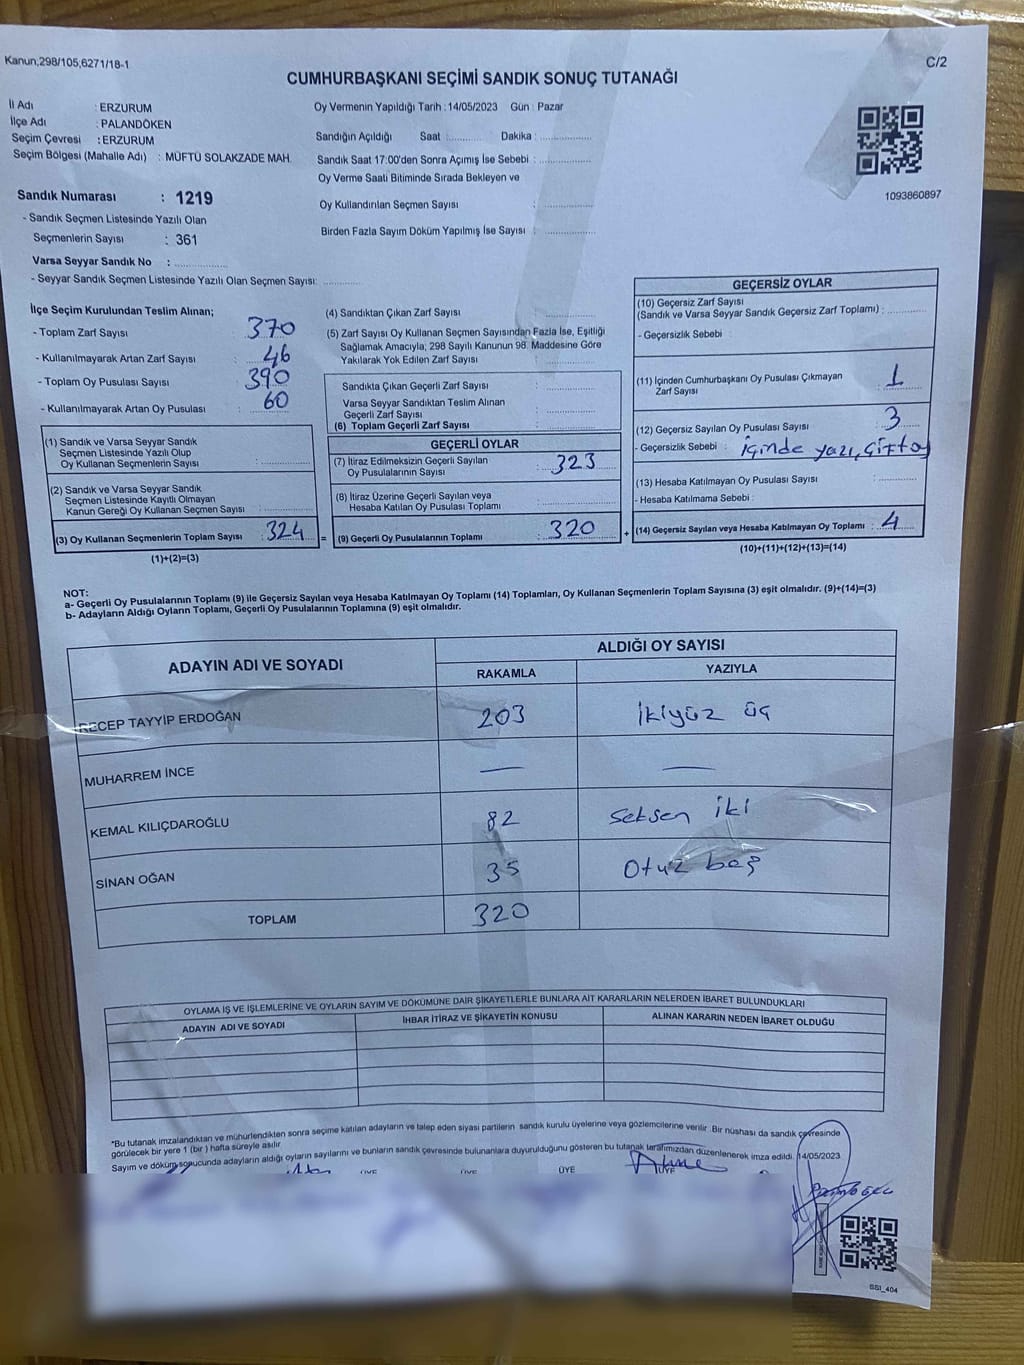 Kanun,298/105,6271/18-1
C/2
CUMHURBAŞKANI SEÇİMİ SANDIK SONUÇ TUTANAĞI
İl Adı : ERZURUM
İlçe Adı : PALANDÖKEN
Seçim Çevresi : ERZURUM
Seçim Bölgesi (Mahalle Adı) : MÜFTÜ SOLAKZADE MAH.
Oy Vermenin Yapıldığı Tarih : 14/05/2023 Gün : Pazar
Sandığın Açıldığı Saat :............ Dakika :................
Sandık Saat 17:00'den Sonra Açımış İse Sebebi :................
Oy Verme Saati Bitiminde Sırada Bekleyen ve
Oy Kullandırılan Seçmen Sayısı :................
Birden Fazla Sayım Döküm Yapılmış İse Sayısı :................
1093860897
Sandık Numarası : 1219
- Sandık Seçmen Listesinde Yazılı Olan
Seçmenlerin Sayısı : 361
Varsa Seyyar Sandık No :................
- Seyyar Sandık Seçmen Listesinde Yazılı Olan Seçmen Sayısı:............
İlçe Seçim Kurulundan Teslim Alınan;
- Toplam Zarf Sayısı 370
- Kullanılmayarak Artan Zarf Sayısı : 46
- Toplam Oy Pusulası Sayısı : 390
- Kullanılmayarak Artan Oy Pusulası : 60
(1) Sandık ve Varsa Seyyar Sandık
Seçmen Listesinde Yazılı Olup
Oy Kullanan Seçmenlerin Sayısı :................
(2) Sandık ve Varsa Seyyar Sandık
Seçmen Listesinde Kayıtlı Olmayan
Kanun Gereği Oy Kullanan Seçmen Sayısı :................
(3) Oy Kullanan Seçmenlerin Toplam Sayısı : 324 =
(1)+(2)=(3)
(4) Sandıktan Çıkan Zarf Sayısı ................
(5) Zarf Sayısı Oy Kullanan Seçmen Sayısından Fazla İse, Eşitliği
Sağlamak Amacıyla; 298 Sayılı Kanunun 98. Maddesine Göre
Yakılarak Yok Edilen Zarf Sayısı ................
Sandıkta Çıkan Geçerli Zarf Sayısı :................
Varsa Seyyar Sandıktan Teslim Alınan
Geçerli Zarf Sayısı :................
(6) Toplam Geçerli Zarf Sayısı :................
GEÇERLİ OYLAR
(7) İtiraz Edilmeksizin Geçerli Sayılan
Oy Pusulalarının Sayısı : 323
(8) İtiraz Üzerine Geçerli Sayılan veya
Hesaba Katılan Oy Pusulası Toplamı :................
(9) Geçerli Oy Pusulalarının Toplamı : 320 +
GEÇERSİZ OYLAR
(10) Geçersiz Zarf Sayısı
(Sandık ve Varsa Seyyar Sandık Geçersiz Zarf Toplamı) :............
- Geçersizlik Sebebi :
(11) İçinden Cumhurbaşkanı Oy Pusulası Çıkmayan
Zarf Sayısı : 1
(12) Geçersiz Sayılan Oy Pusulası Sayısı : 3
- Geçersizlik Sebebi : içinde yazı, çift oy
(13) Hesaba Katılmayan Oy Pusulası Sayısı :............
- Hesaba Katılmama Sebebi :
(14) Geçersiz Sayılan veya Hesaba Katılmayan Oy Toplamı : 4
(10)+(11)+(12)+(13)=(14)
NOT:
a- Geçerli Oy Pusulalarının Toplamı (9) ile Geçersiz Sayılan veya Hesaba Katılmayan Oy Toplamı (14) Toplamları, Oy Kullanan Seçmenlerin Toplam Sayısına (3) eşit olmalıdır. (9)+(14)=(3)
b- Adayların Aldığı Oyların Toplamı, Geçerli Oy Pusulalarının Toplamına (9) eşit olmalıdır.
ADAYIN ADI VE SOYADI
ALDIĞI OY SAYISI
RAKAMLA YAZIYLA
RECEP TAYYİP ERDOĞAN 203 ikiyüz üç
MUHARREM İNCE — —
KEMAL KILIÇDAROĞLU 82 seksen iki
SİNAN OĞAN 35 otuz beş
TOPLAM 320
OYLAMA İŞ VE İŞLEMLERİNE VE OYLARIN SAYIM VE DÖKÜMÜNE DAİR ŞİKAYETLERLE BUNLARA AİT KARARLARIN NELERDEN İBARET BULUNDUKLARI
ADAYIN ADI VE SOYADI İHBAR İTİRAZ VE ŞİKAYETİN KONUSU ALINAN KARARIN NEDEN İBARET OLDUĞU
*Bu tutanak imzalandıktan ve mühürlendikten sonra seçime katılan adayların ve talep eden siyasi partilerin sandık kurulu üyelerine veya gözlemcilerine verilir. Bir nüshası da sandık çevresinde
görülecek bir yere 1 (bir) hafta süreyle asılır.
Sayım ve döküm sonucunda adayların aldığı oyların sayılarını ve bunların sandık çevresinde bulunanlara duyurulduğunu gösteren bu tutanak tarafımızdan düzenlenerek imza edildi. 14/05/2023
ÜYE ÜYE ÜYE ÜYE
SS1_404